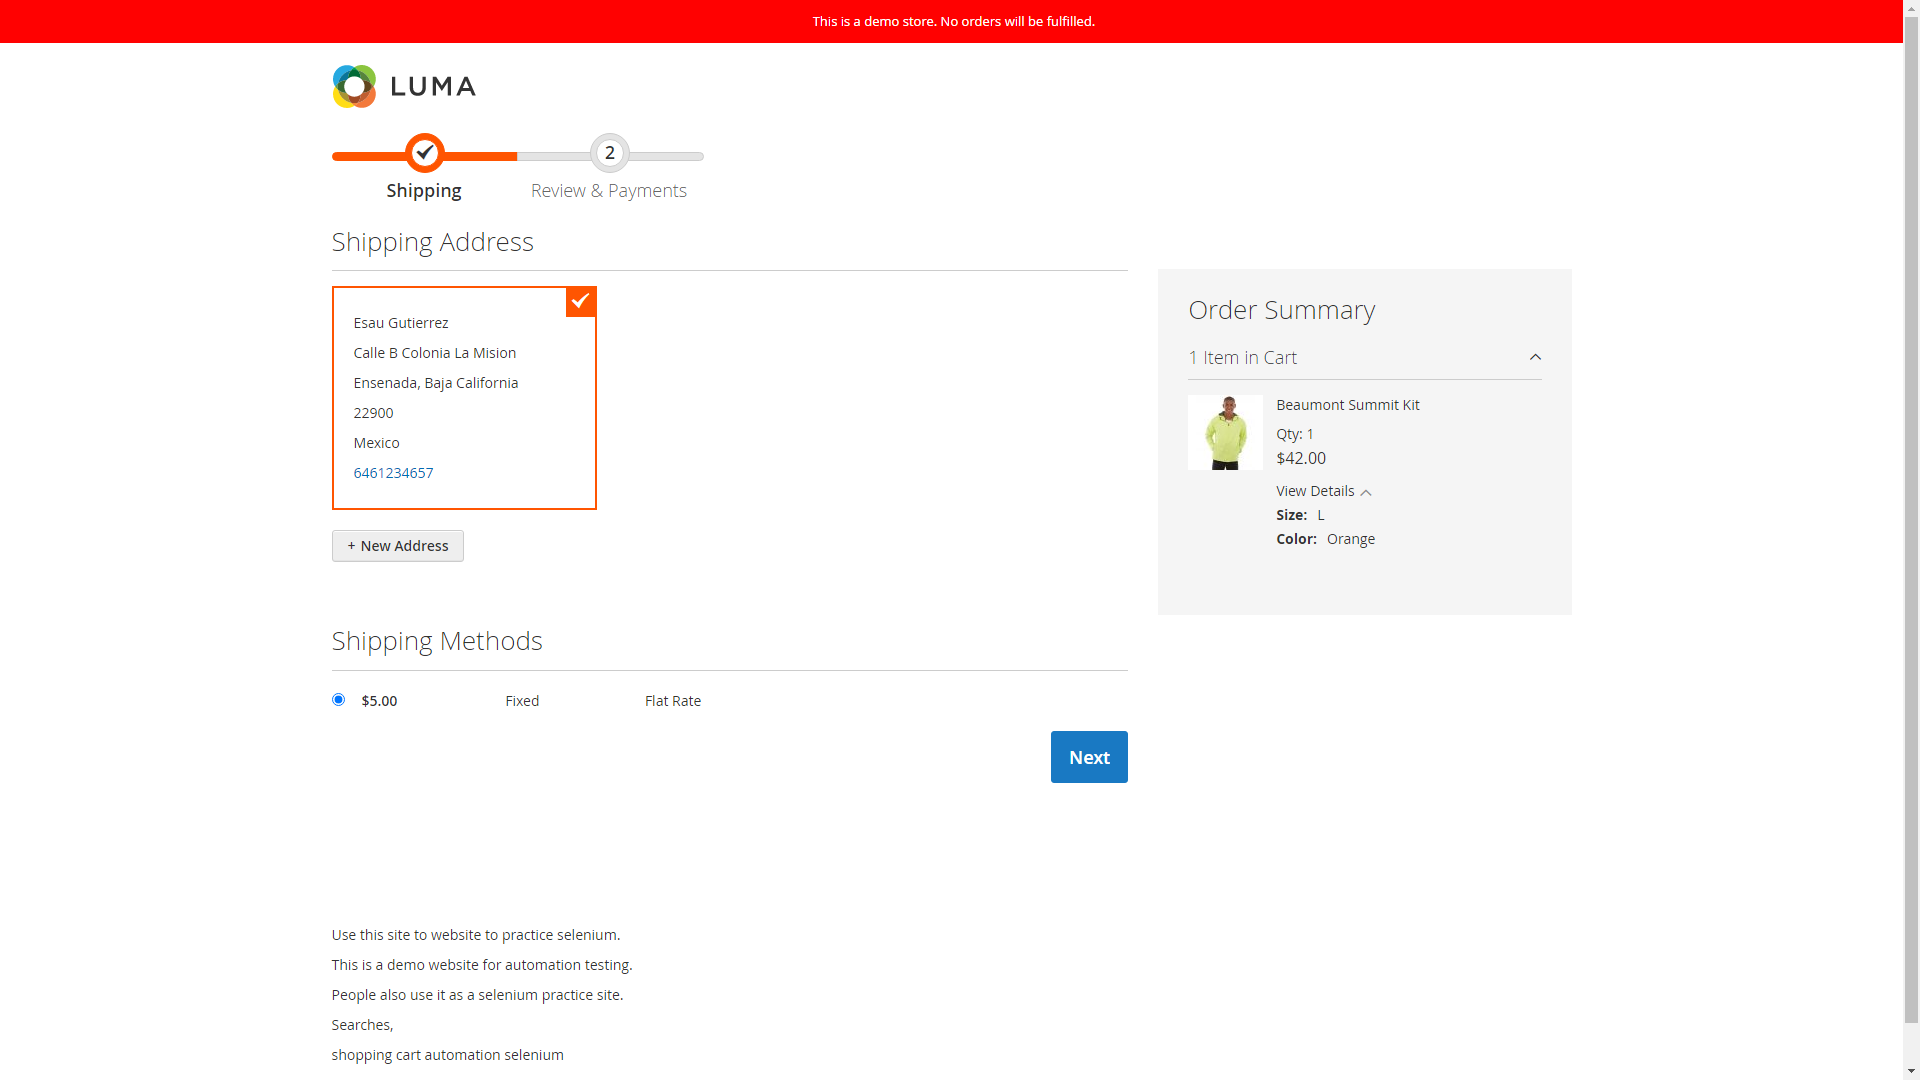 This is a demo store. No orders will be fulfilled.
LUMA
2
Shipping
Review & Payments
Shipping Address
Esau Gutierrez
Calle B Colonia La Mision
Ensenada, Baja California
22900
Mexico
6461234657
+ New Address
Order Summary
1 Item in Cart
Beaumont Summit Kit
Qty: 1
$42.00
View Details
Size: L
Color: Orange
Shipping Methods
$5.00 Fixed Flat Rate
Next
Use this site to website to practice selenium.
This is a demo website for automation testing.
People also use it as a selenium practice site.
Searches,
shopping cart automation selenium